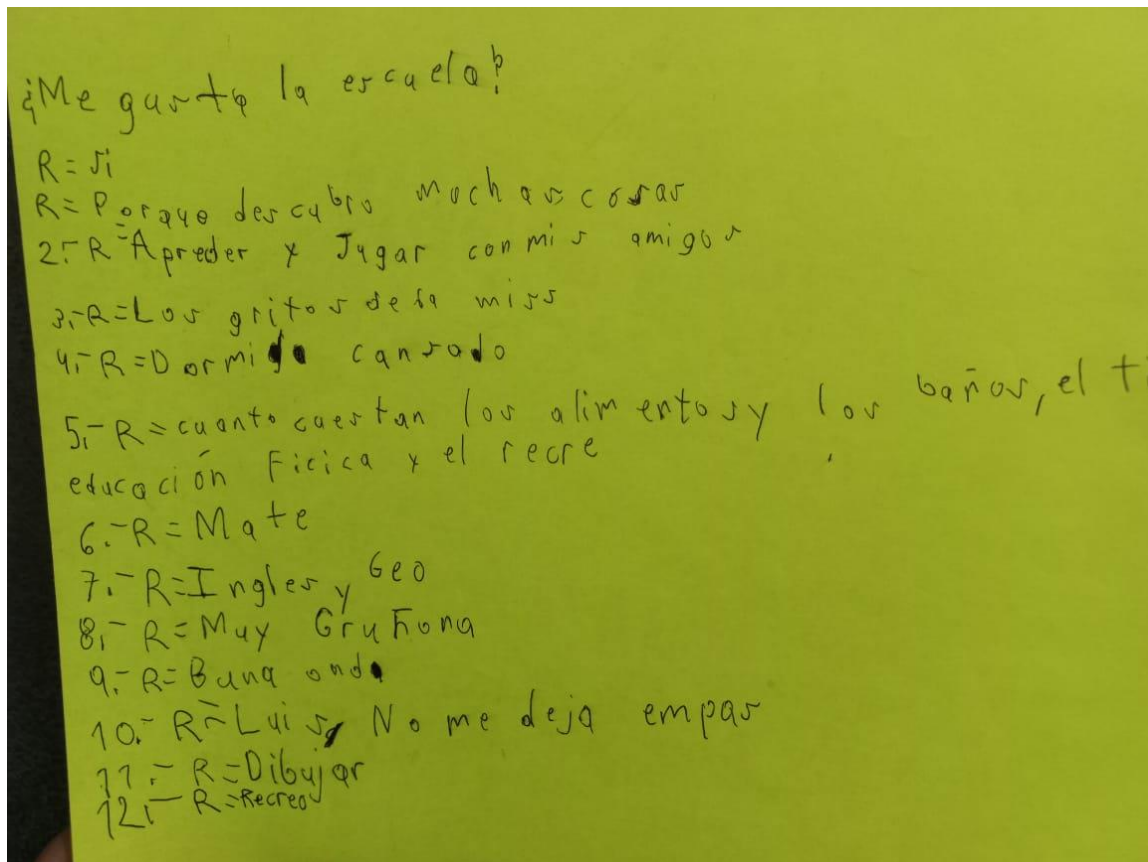 ¿Me gusta la escuela?
R= si
R= Porque descubro muchas cosas
2.-R=Apreder y Jugar con mis amigos
3.-R=Los gritos de la miss
4.-R=Dormido cansado
5.-R=cuanto cuestan los alimentos y los baños, el ti
educación Ficica y el recre
6.-R=Mate
7.-R=Ingles y Geo
8.-R=Muy Gruñona
9.-R=Buna onda
10.-R=Luis, No me deja empas
11.-R=Dibujar
12.-R=Recreo